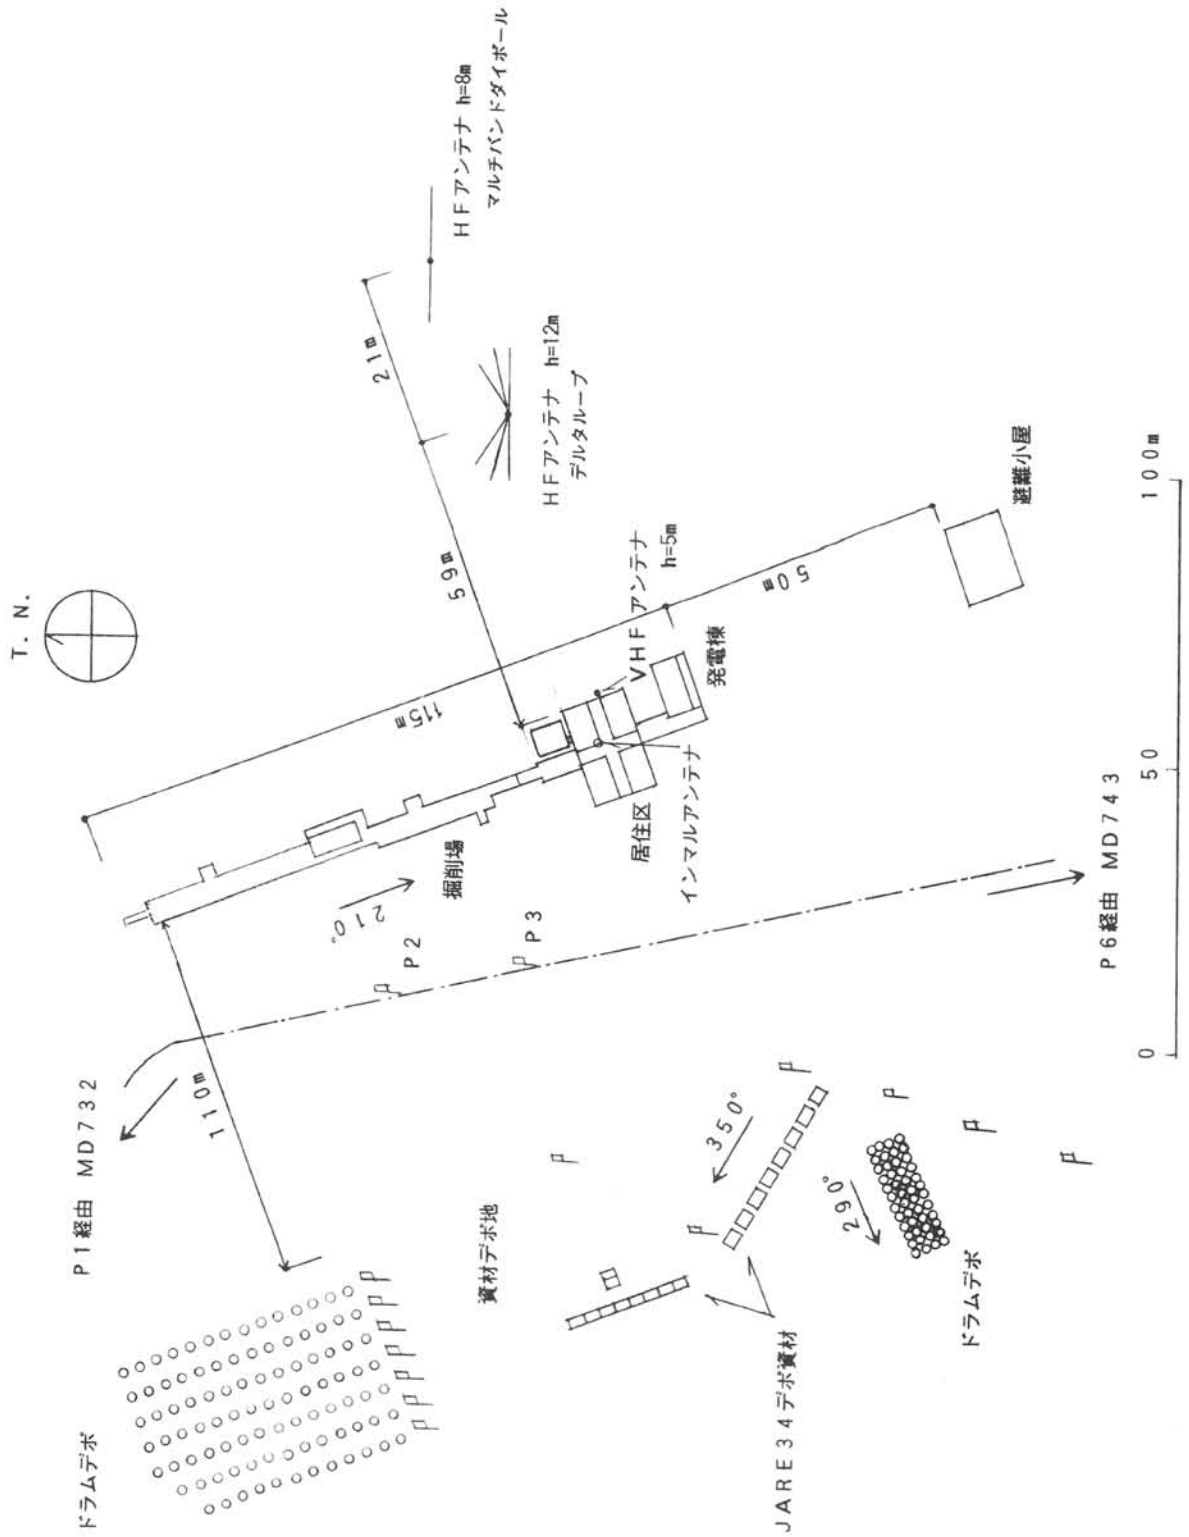 ドラムデポ
P1経由 MD732
110m
T. N.
115m
210°
掘削場
P2
P3
21m
59m
HFアンテナ h=8m
マルチバンドダイポール
HFアンテナ h=12m
デルタループ
VHFアンテナ
h=5m
50m
発電棟
居住区
インマルアンテナ
避難小屋
資材デポ地
350°
290°
JARE34デポ資材
ドラムデポ
P6経由 MD743
0
50
100m